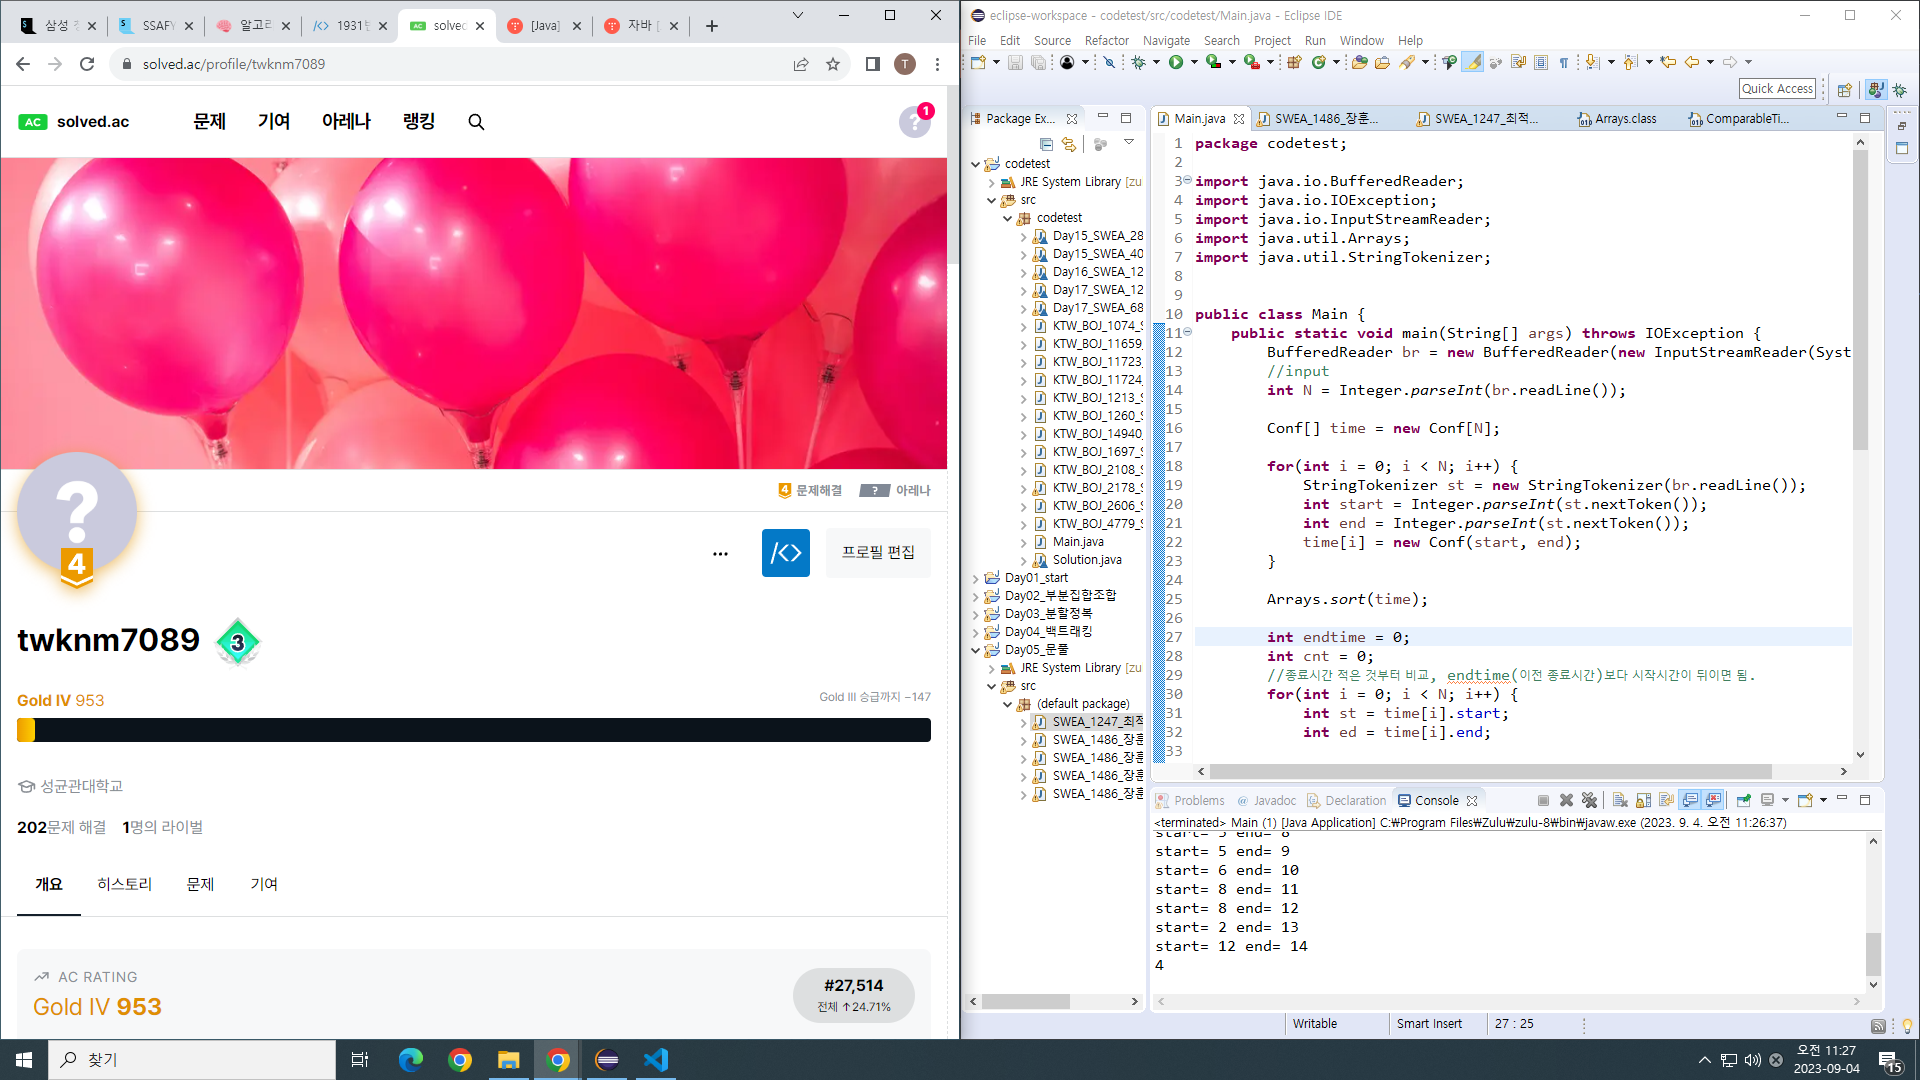 삼성
SSAFY
알고리
1931번
solved
[Java]
자바 [
solved.ac/profile/twknm7089
T
AC solved.ac
문제
기여
아레나
랭킹
1
4 문제해결
? 아레나
4
프로필 편집
twknm7089
3
Gold IV 953
Gold III 승급까지 −147
성균관대학교
202문제 해결 1명의 라이벌
개요
히스토리
문제
기여
AC RATING
Gold IV 953
#27,514
전체 ↑24.71%
eclipse-workspace - codetest/src/codetest/Main.java - Eclipse IDE
File Edit Source Refactor Navigate Search Project Run Window Help
Quick Access
Package Ex...
codetest
JRE System Library [zu
src
codetest
Day15_SWEA_28
Day15_SWEA_40
Day16_SWEA_12
Day17_SWEA_12
Day17_SWEA_68
KTW_BOJ_1074_S
KTW_BOJ_11659_
KTW_BOJ_11723_
KTW_BOJ_11724_
KTW_BOJ_1213_S
KTW_BOJ_1260_S
KTW_BOJ_14940_
KTW_BOJ_1697_S
KTW_BOJ_2108_S
KTW_BOJ_2178_S
KTW_BOJ_2606_S
KTW_BOJ_4779_S
Main.java
Solution.java
Day01_start
Day02_부분집합조합
Day03_분할정복
Day04_백트래킹
Day05_문풀
JRE System Library [zu
src
(default package)
SWEA_1247_최적
SWEA_1486_장훈
SWEA_1486_장훈
SWEA_1486_장훈
SWEA_1486_장훈
Main.java
SWEA_1486_장훈...
SWEA_1247_최적...
Arrays.class
ComparableTi...
1 package codetest;
2
3 import java.io.BufferedReader;
4 import java.io.IOException;
5 import java.io.InputStreamReader;
6 import java.util.Arrays;
7 import java.util.StringTokenizer;
8
9
10 public class Main {
11 public static void main(String[] args) throws IOException {
12 BufferedReader br = new BufferedReader(new InputStreamReader(Syst
13 //input
14 int N = Integer.parseInt(br.readLine());
15
16 Conf[] time = new Conf[N];
17
18 for(int i = 0; i < N; i++) {
19 StringTokenizer st = new StringTokenizer(br.readLine());
20 int start = Integer.parseInt(st.nextToken());
21 int end = Integer.parseInt(st.nextToken());
22 time[i] = new Conf(start, end);
23 }
24
25 Arrays.sort(time);
26
27 int endtime = 0;
28 int cnt = 0;
29 //종료시간 적은 것부터 비교, endtime(이전 종료시간)보다 시작시간이 뒤이면 됨.
30 for(int i = 0; i < N; i++) {
31 int st = time[i].start;
32 int ed = time[i].end;
33
Problems
@ Javadoc
Declaration
Console
<terminated> Main (1) [Java Application] C:₩Program Files₩Zulu₩zulu-8₩bin₩javaw.exe (2023. 9. 4. 오전 11:26:37)
start= 5 end= 8
start= 5 end= 9
start= 6 end= 10
start= 8 end= 11
start= 8 end= 12
start= 2 end= 13
start= 12 end= 14
4
Writable
Smart Insert
27 : 25
찾기
오전 11:27
2023-09-04
15